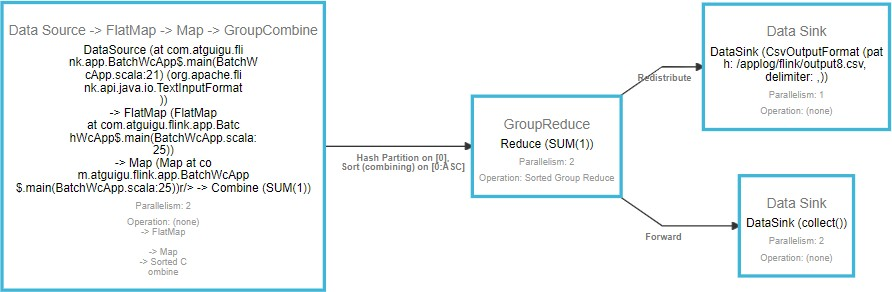 Data Source -> FlatMap -> Map -> GroupCombine
DataSource (at com.atguigu.fli
nk.app.BatchWcApp$.main(BatchW
cApp.scala:21) (org.apache.fli
nk.api.java.io.TextInputFormat
))
-> FlatMap (FlatMap
at com.atguigu.flink.app.Batc
hWcApp$.main(BatchWcApp.scala:
25))
-> Map (Map at co
m.atguigu.flink.app.BatchWcApp
$.main(BatchWcApp.scala:25))r/> -> Combine (SUM(1))
Parallelism: 2
Operation: (none)
-> FlatMap
-> Map
-> Sorted C
ombine
Hash Partition on [0],
Sort (combining) on [0:ASC]
GroupReduce
Reduce (SUM(1))
Parallelism: 2
Operation: Sorted Group Reduce
Redistribute
Data Sink
DataSink (CsvOutputFormat (pat
h: /applog/flink/output8.csv,
delimiter: ,))
Parallelism: 1
Operation: (none)
Forward
Data Sink
DataSink (collect())
Parallelism: 2
Operation: (none)